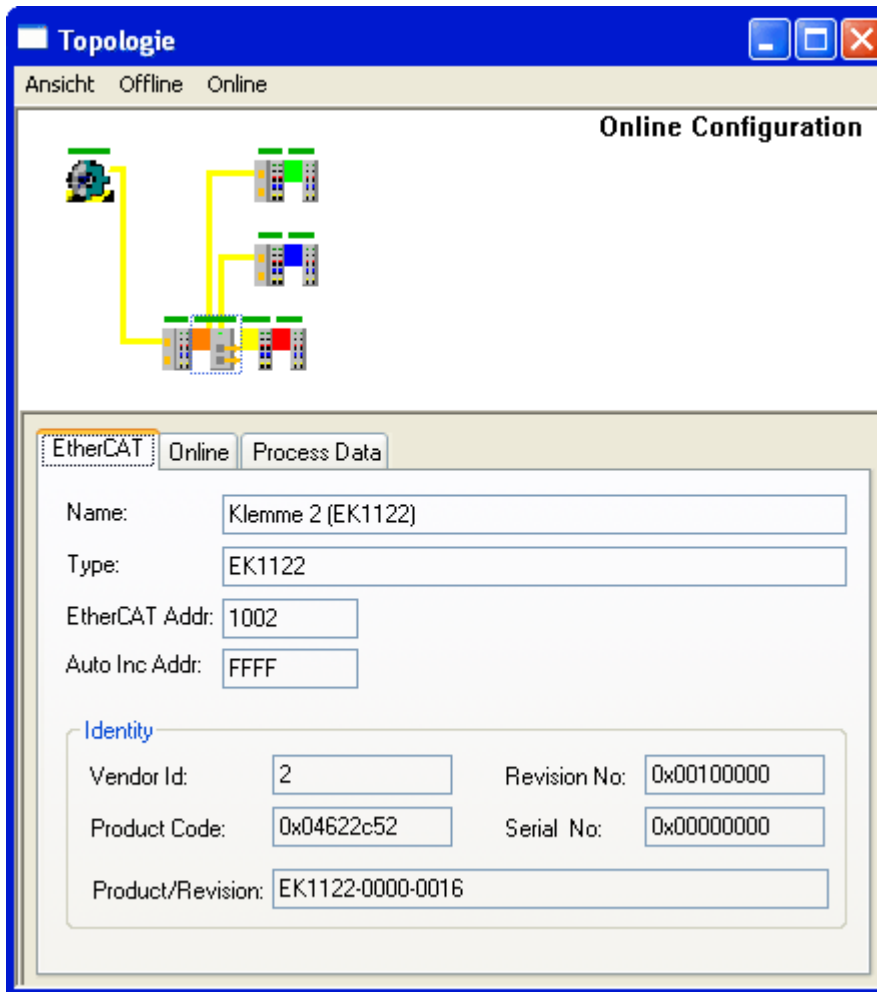 Topologie
Ansicht Offline Online
Online Configuration
EtherCAT Online Process Data
Name: Klemme 2 (EK1122)
Type: EK1122
EtherCAT Addr: 1002
Auto Inc Addr: FFFF
Identity
Vendor Id: 2 Revision No: 0x00100000
Product Code: 0x04622c52 Serial No: 0x00000000
Product/Revision: EK1122-0000-0016